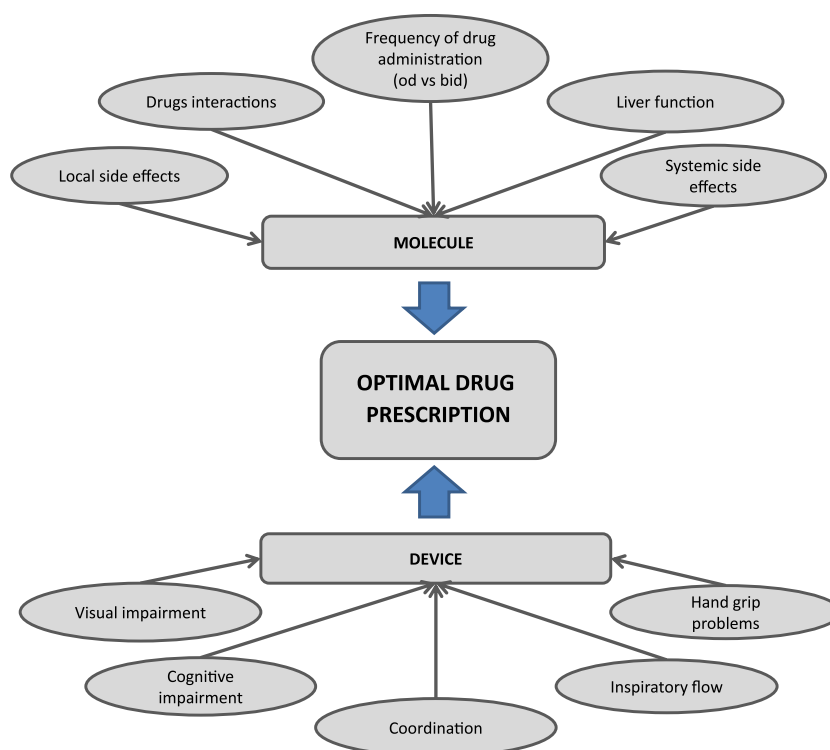 Frequency of drug
administration
(od vs bid)
Drugs interactions
Liver function
Local side effects
Systemic side
effects
MOLECULE
OPTIMAL DRUG
PRESCRIPTION
DEVICE
Visual impairment
Hand grip
problems
Cognitive
impairment
Inspiratory flow
Coordination